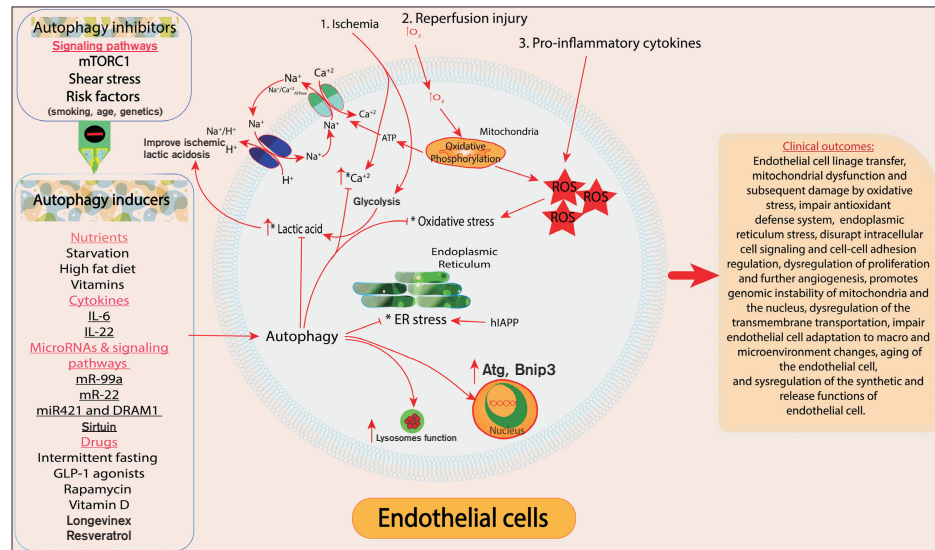 Autophagy inhibitors
Signaling pathways
mTORC1
Shear stress
Risk factors
(smoking, age, genetics)
Autophagy inducers
Nutrients
Starvation
High fat diet
Vitamins
Cytokines
IL-6
IL-22
MicroRNAs & signaling
pathways
mR-99a
mR-22
miR421 and DRAM1
Sirtuin
Drugs
Intermittent fasting
GLP-1 agonists
Rapamycin
Vitamin D
Longevinex
Resveratrol
1. Ischemia
2. Reperfusion injury
↑O2
3. Pro-inflammatory cytokines
Na+
Ca+2
Na+/Ca+2
ATPase
Ca+2
Na+
Na+
Na+
Na+/H+
Improve ischemic
lactic acidosis
H+
H+
ATP
↑O2
Mitochondria
Oxidative
Phosphorylation
ROS
ROS
ROS
↑*Ca+2
Glycolysis
↑* Lactic acid
* Oxidative stress
Endoplasmic
Reticulum
* ER stress
hIAPP
Autophagy
↑ Atg, Bnip3
Nucleus
↑ Lysosomes function
Endothelial cells
Clinical outcomes:
Endothelial cell linage transfer,
mitochondrial dysfunction and
subsequent damage by oxidative
stress, impair antioxidant
defense system, endoplasmic
reticulum stress, disurapt intracellular
cell signaling and cell-cell adhesion
regulation, dysregulation of proliferation
and further angiogenesis, promotes
genomic instability of mitochondria and
the nucleus, dysregulation of the
transmembrane transportation, impair
endothelial cell adaptation to macro and
microenvironment changes, aging of
the endothelial cell,
and sysregulation of the synthetic and
release functions of
endothelial cell.